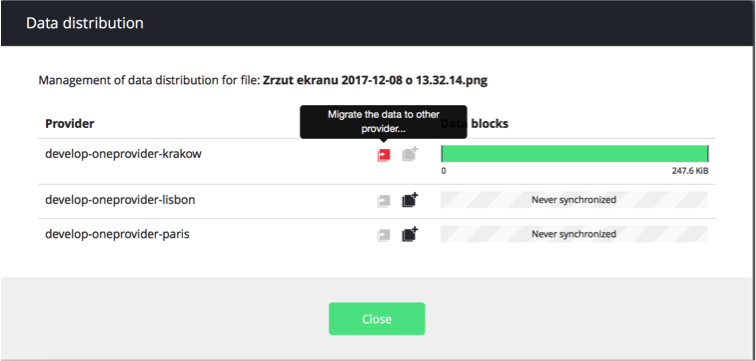 Data distribution
Management of data distribution for file: Zrzut ekranu 2017-12-08 o 13.32.14.png
Migrate the data to other
provider...
Provider
Data blocks
develop-oneprovider-krakow
0
247.6 KiB
develop-oneprovider-lisbon
Never synchronized
develop-oneprovider-paris
Never synchronized
Close